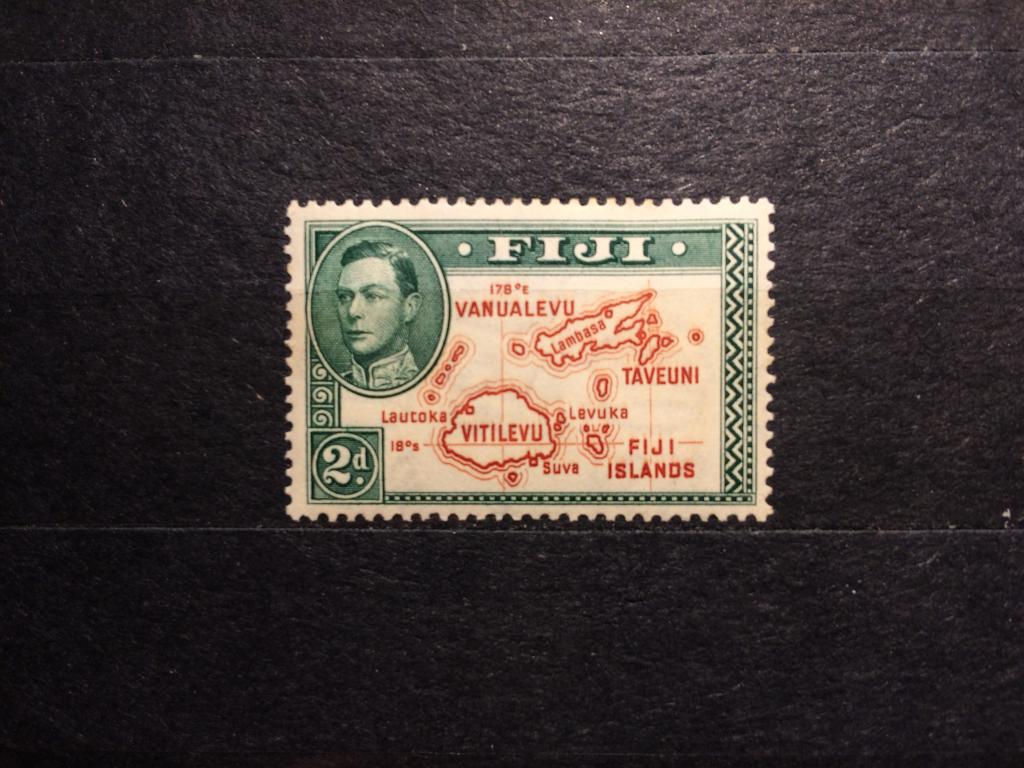 · FIJI ·
178°E
VANUALEVU
Lambasa
TAVEUNI
Lautoka
Levuka
VITILEVU
18°S
FIJI
ISLANDS
Suva
2d.